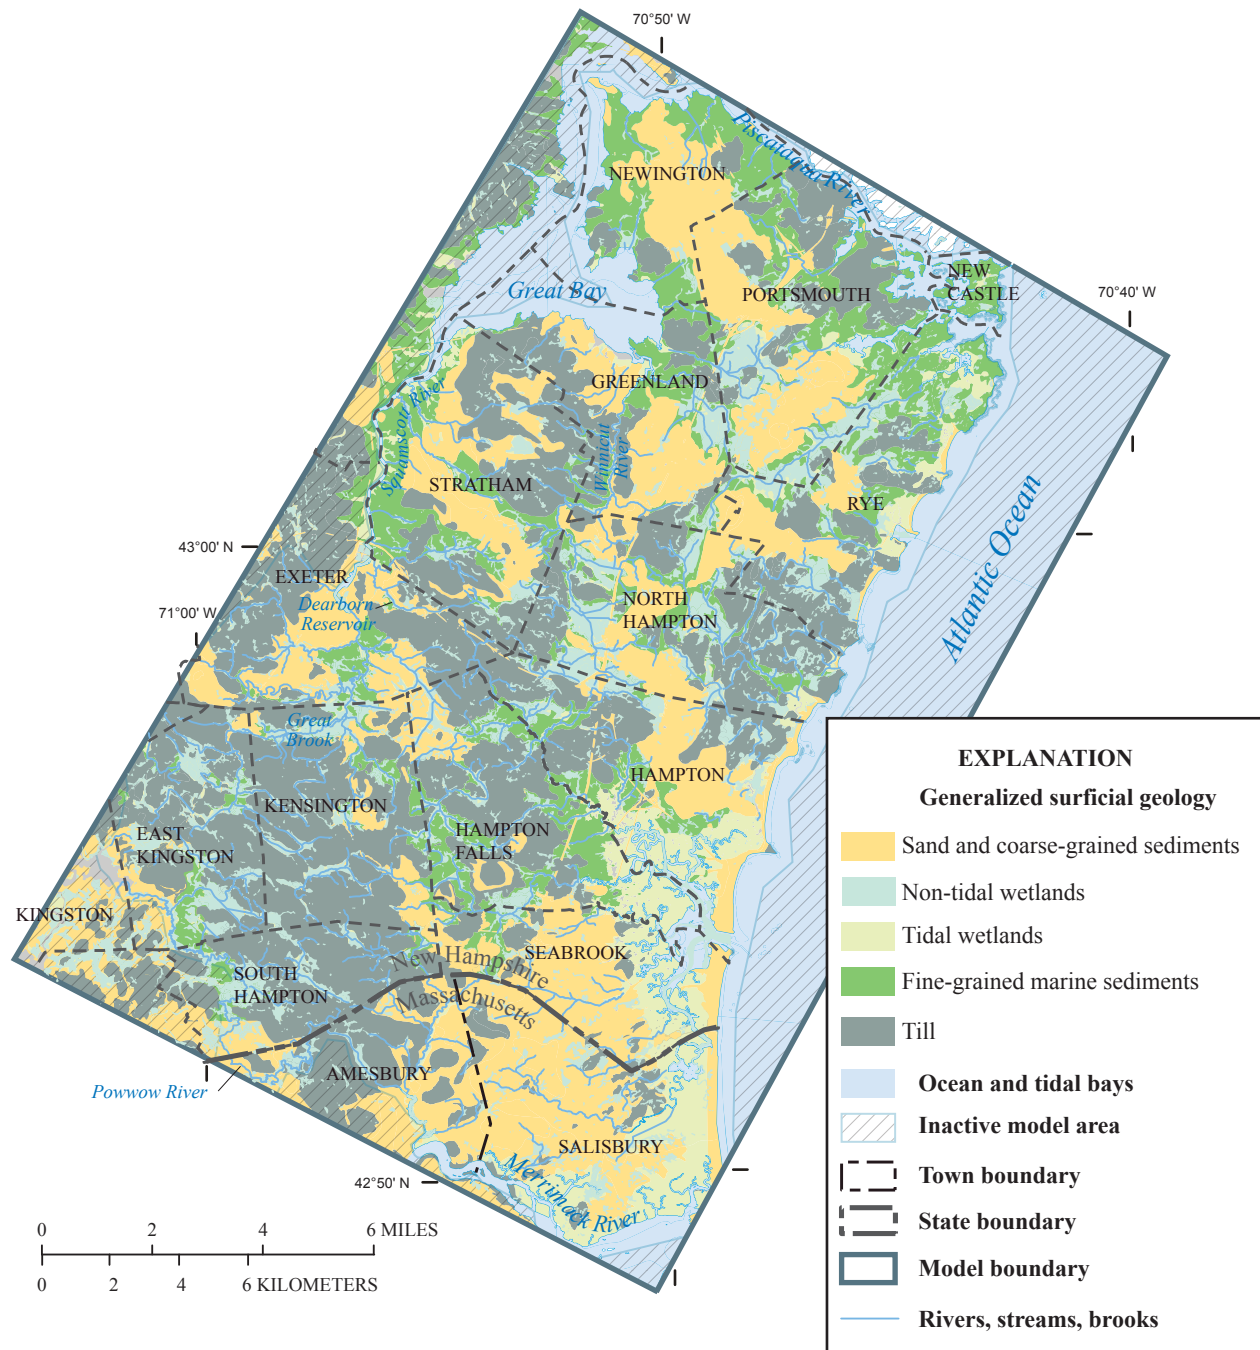 70°50' W
Piscataqua River
NEWINGTON
NEW
CASTLE
Great Bay
PORTSMOUTH
70°40' W
GREENLAND
Squamscott River
Winnicut
River
STRATHAM
RYE
Atlantic Ocean
43°00' N
EXETER
Dearborn
Reservoir
NORTH
HAMPTON
71°00' W
Great
Brook
HAMPTON
KENSINGTON
EAST
KINGSTON
HAMPTON
FALLS
KINGSTON
SEABROOK
New Hampshire
SOUTH
HAMPTON
Massachusetts
AMESBURY
Powwow River
SALISBURY
Merrimack River
42°50' N
0 2 4 6 MILES
0 2 4 6 KILOMETERS
EXPLANATION
Generalized surficial geology
Sand and coarse-grained sediments
Non-tidal wetlands
Tidal wetlands
Fine-grained marine sediments
Till
Ocean and tidal bays
Inactive model area
Town boundary
State boundary
Model boundary
Rivers, streams, brooks